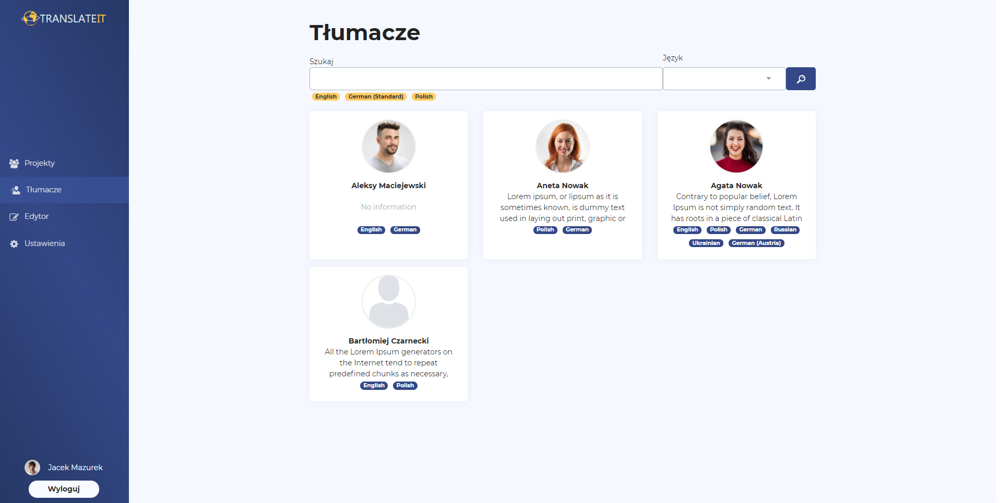 TRANSLATEIT
Projekty
Tłumacze
Edytor
Ustawienia
Jacek Mazurek
Wyloguj
Tłumacze
Szukaj
Język
English German (Standard) Polish
Aleksy Maciejewski
No information
English German
Aneta Nowak
Lorem ipsum, or lipsum as it is
sometimes known, is dummy text
used in laying out print, graphic or
Polish German
Agata Nowak
Contrary to popular belief, Lorem
Ipsum is not simply random text. It
has roots in a piece of classical Latin
English Polish German Russian
Ukrainian German (Austria)
Bartłomiej Czarnecki
All the Lorem Ipsum generators on
the Internet tend to repeat
predefined chunks as necessary,
English Polish